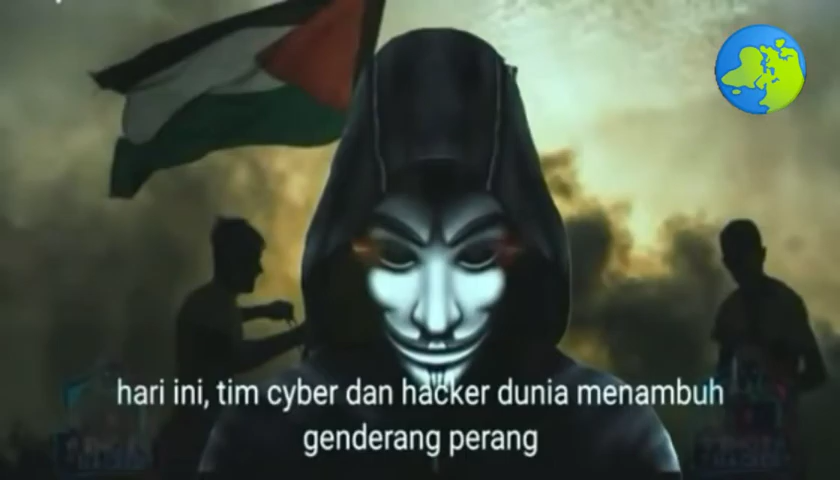 hari ini, tim cyber dan hacker dunia menambuh
genderang perang